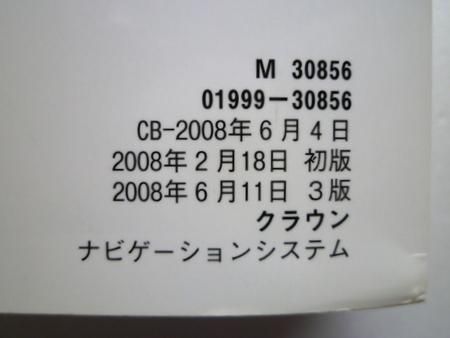 M 30856
01999-30856
CB-2008年6月4日
2008年2月18日 初版
2008年6月11日 3版
クラウン
ナビゲーションシステム